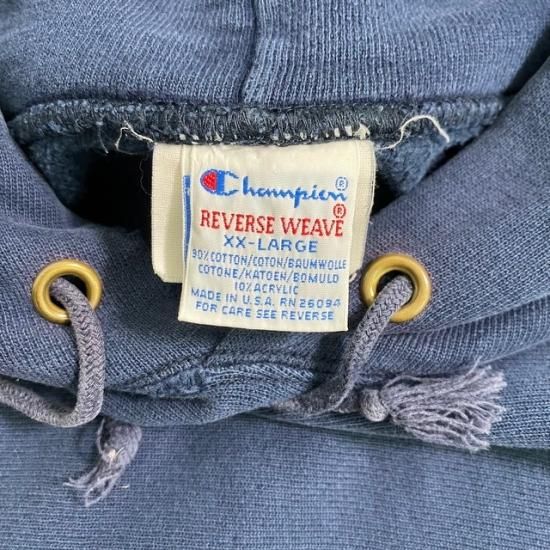 Champion®
REVERSE WEAVE®
XX-LARGE
90% COTTON/COTON/BAUMWOLLE
COTONE/KATOEN/BOMULD
10% ACRYLIC
MADE IN U.S.A. RN 26094
FOR CARE SEE REVERSE